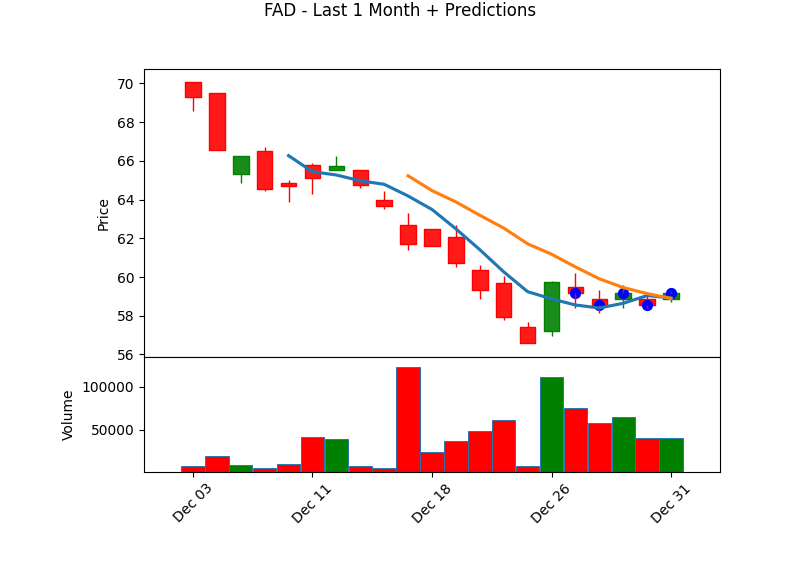 FAD - Last 1 Month + Predictions
70
68
66
64
62
60
58
56
Price
100000
50000
Volume
Dec 03
Dec 11
Dec 18
Dec 26
Dec 31